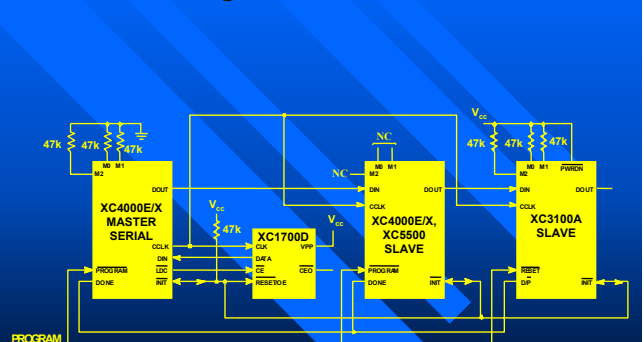 Vcc
NC
47k 47k 47k
47k 47k 47k
M0 M1
M2
DOUT
XC4000E/X
MASTER
SERIAL
CCLK
DIN
PROGRAM
LDC
DONE
INIT
Vcc
47k
XC1700D
CLK
VPP
DATA
CE
CEO
RESET/OE
Vcc
NC
M0 M1
M2
DIN
DOUT
CCLK
XC4000E/X,
XC5500
SLAVE
PROGRAM
DONE
INIT
M0 M1
PWRDN
M2
DIN
DOUT
CCLK
XC3100A
SLAVE
RESET
D/P
INIT
PROGRAM